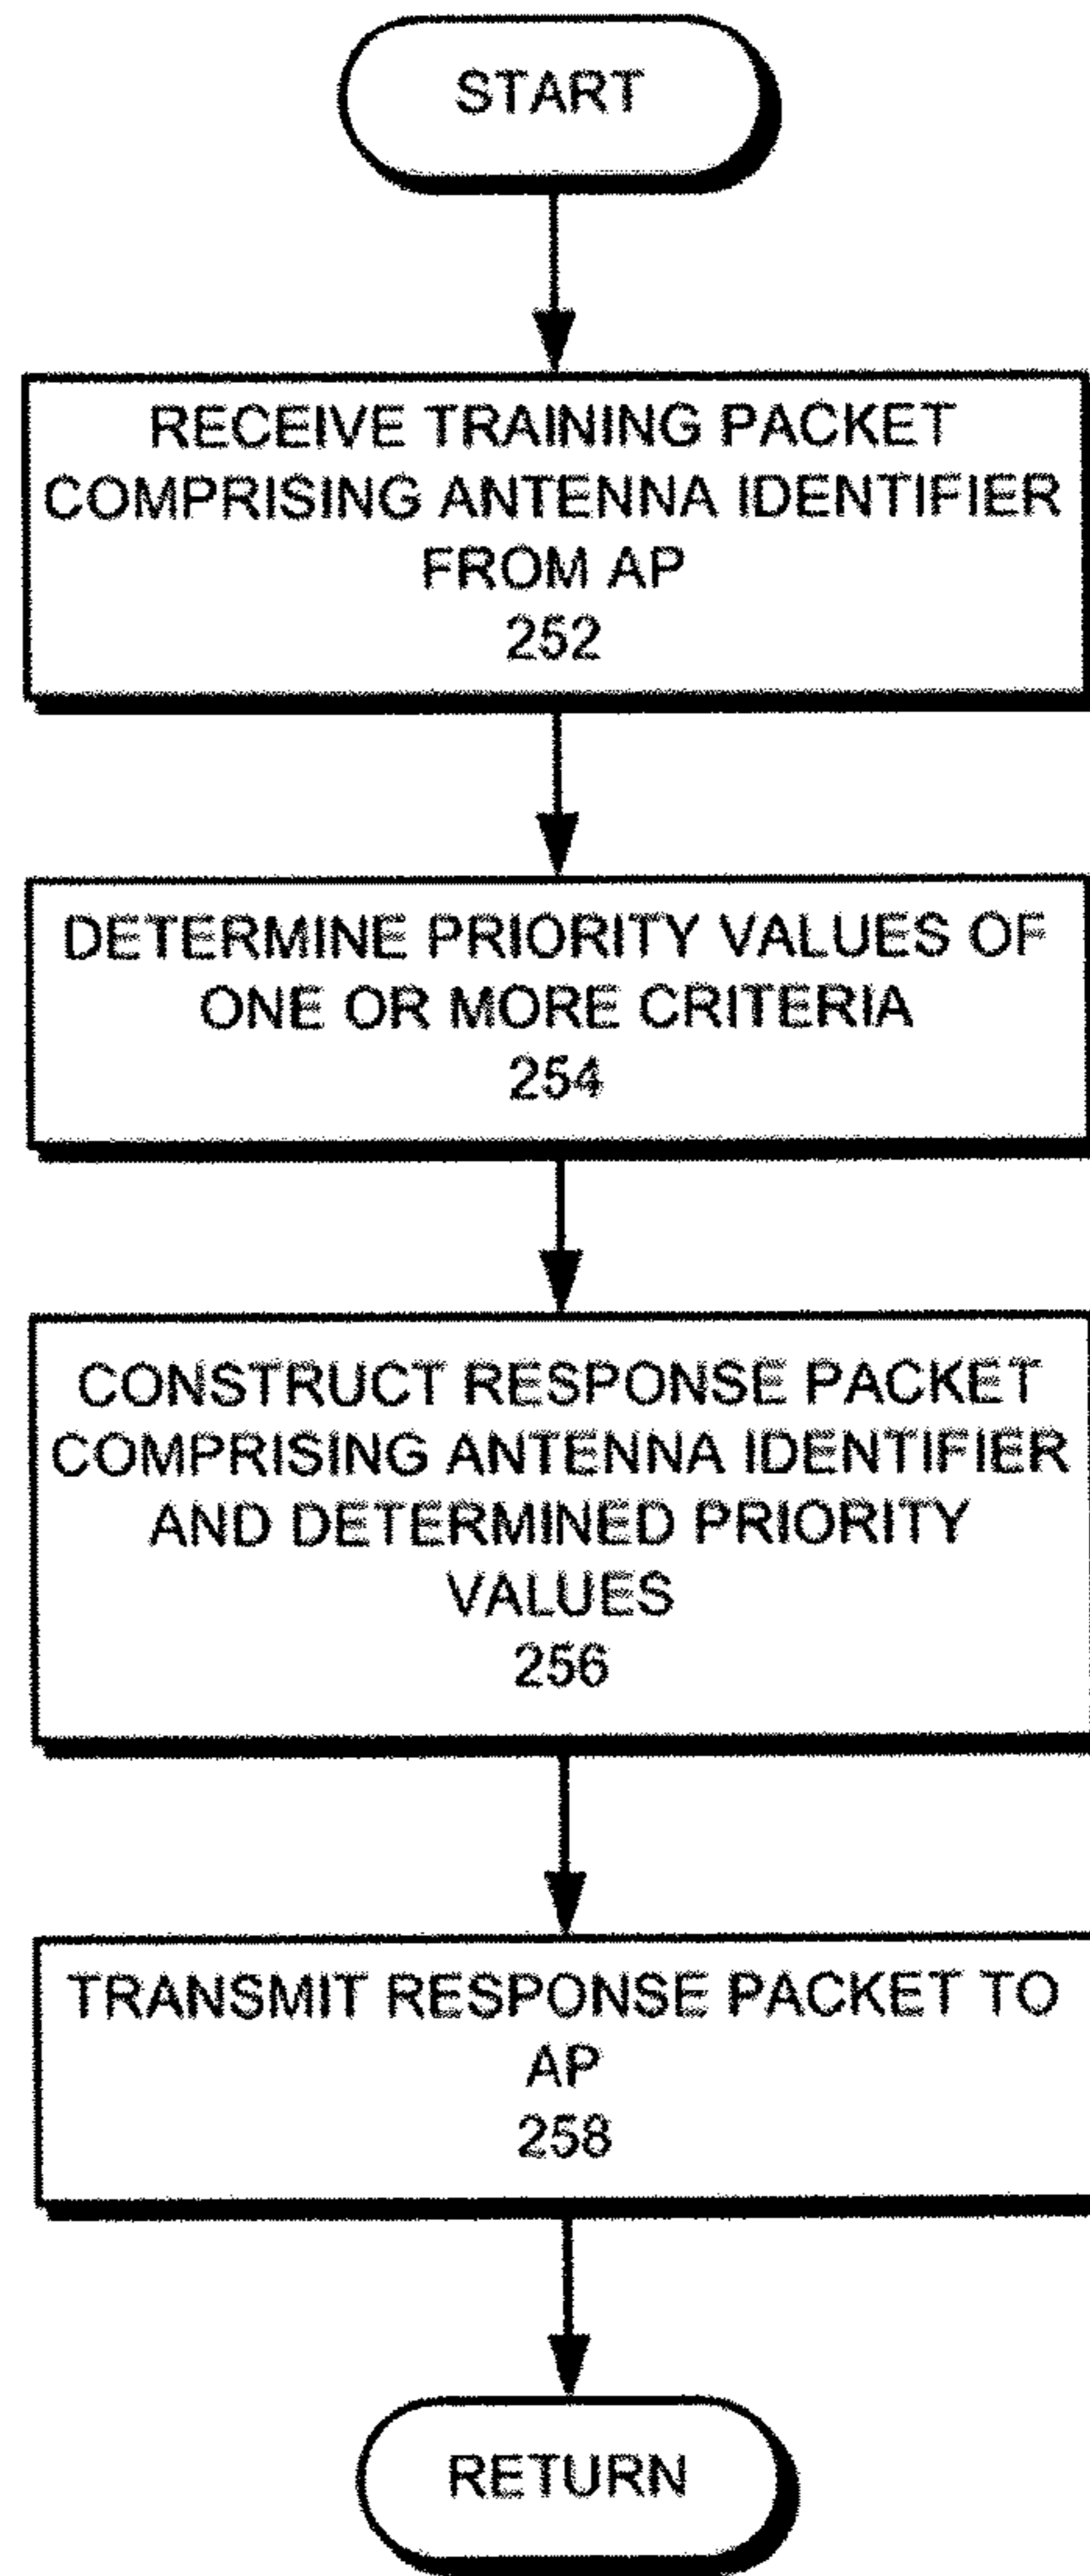 START
RECEIVE TRAINING PACKET
COMPRISING ANTENNA IDENTIFIER
FROM AP
252
DETERMINE PRIORITY VALUES OF
ONE OR MORE CRITERIA
254
CONSTRUCT RESPONSE PACKET
COMPRISING ANTENNA IDENTIFIER
AND DETERMINED PRIORITY
VALUES
256
TRANSMIT RESPONSE PACKET TO
AP
258
RETURN